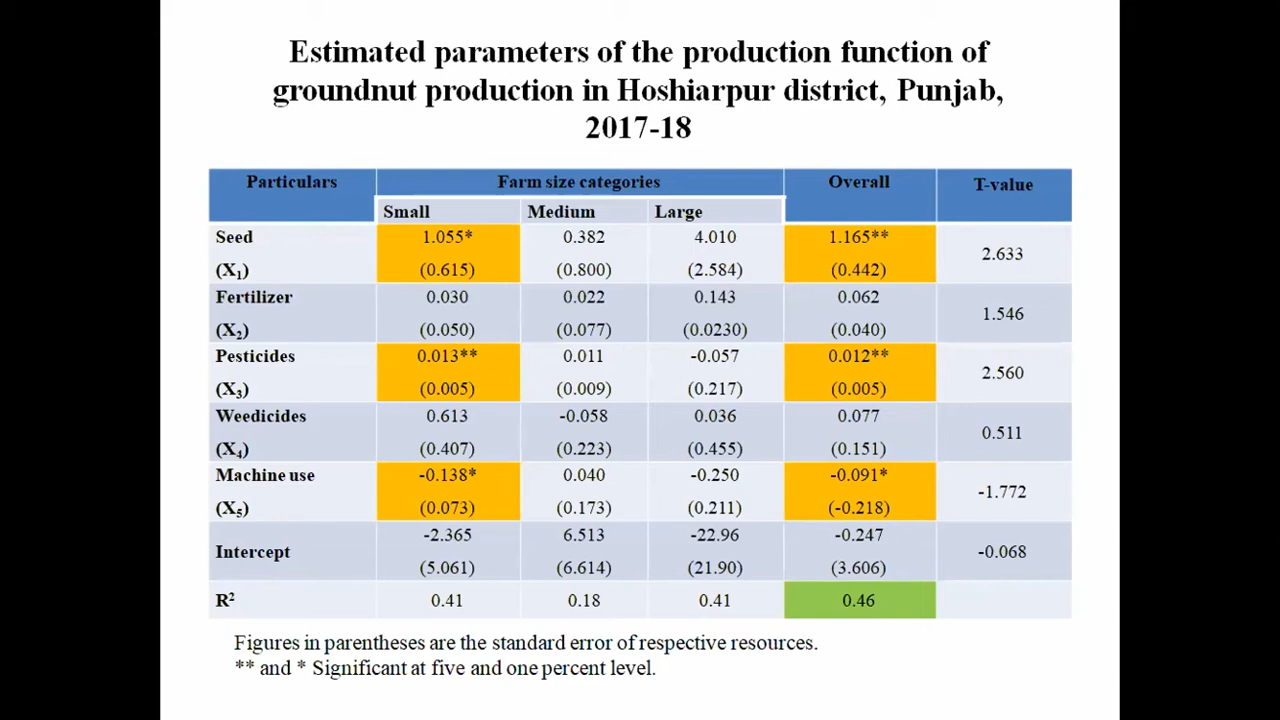 Estimated parameters of the production function of
groundnut production in Hoshiarpur district, Punjab,
2017-18
Particulars Farm size categories Overall T-value
Small Medium Large
Seed 1.055* 0.382 4.010 1.165** 2.633
(X₁) (0.615) (0.800) (2.584) (0.442)
Fertilizer 0.030 0.022 0.143 0.062 1.546
(X₂) (0.050) (0.077) (0.0230) (0.040)
Pesticides 0.013** 0.011 -0.057 0.012** 2.560
(X₃) (0.005) (0.009) (0.217) (0.005)
Weedicides 0.613 -0.058 0.036 0.077 0.511
(X₄) (0.407) (0.223) (0.455) (0.151)
Machine use -0.138* 0.040 -0.250 -0.091* -1.772
(X₅) (0.073) (0.173) (0.211) (-0.218)
Intercept -2.365 6.513 -22.96 -0.247 -0.068
(5.061) (6.614) (21.90) (3.606)
R² 0.41 0.18 0.41 0.46
Figures in parentheses are the standard error of respective resources.
** and * Significant at five and one percent level.